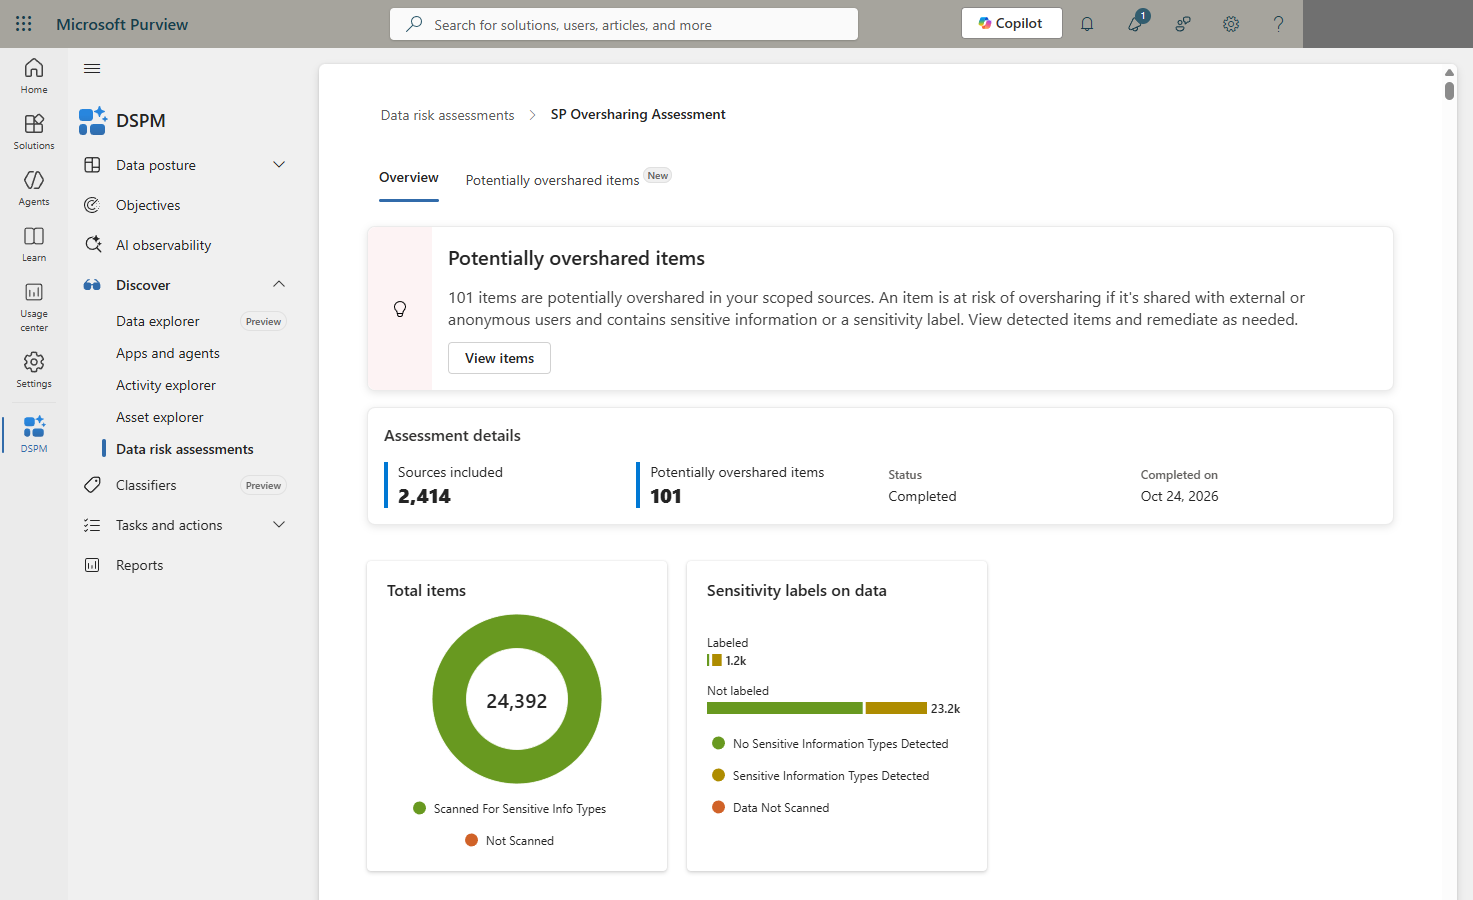 Microsoft Purview
Search for solutions, users, articles, and more
Copilot
1
Home
Solutions
Agents
Learn
Usage
center
Settings
DSPM
DSPM
Data posture
Objectives
AI observability
Discover
Data explorer
Preview
Apps and agents
Activity explorer
Asset explorer
Data risk assessments
Classifiers
Preview
Tasks and actions
Reports
Data risk assessments > SP Oversharing Assessment
Overview
Potentially overshared items New
Potentially overshared items
101 items are potentially overshared in your scoped sources. An item is at risk of oversharing if it's shared with external or
anonymous users and contains sensitive information or a sensitivity label. View detected items and remediate as needed.
View items
Assessment details
Sources included
2,414
Potentially overshared items
101
Status
Completed
Completed on
Oct 24, 2026
Total items
24,392
Scanned For Sensitive Info Types
Not Scanned
Sensitivity labels on data
Labeled
1.2k
Not labeled
23.2k
No Sensitive Information Types Detected
Sensitive Information Types Detected
Data Not Scanned